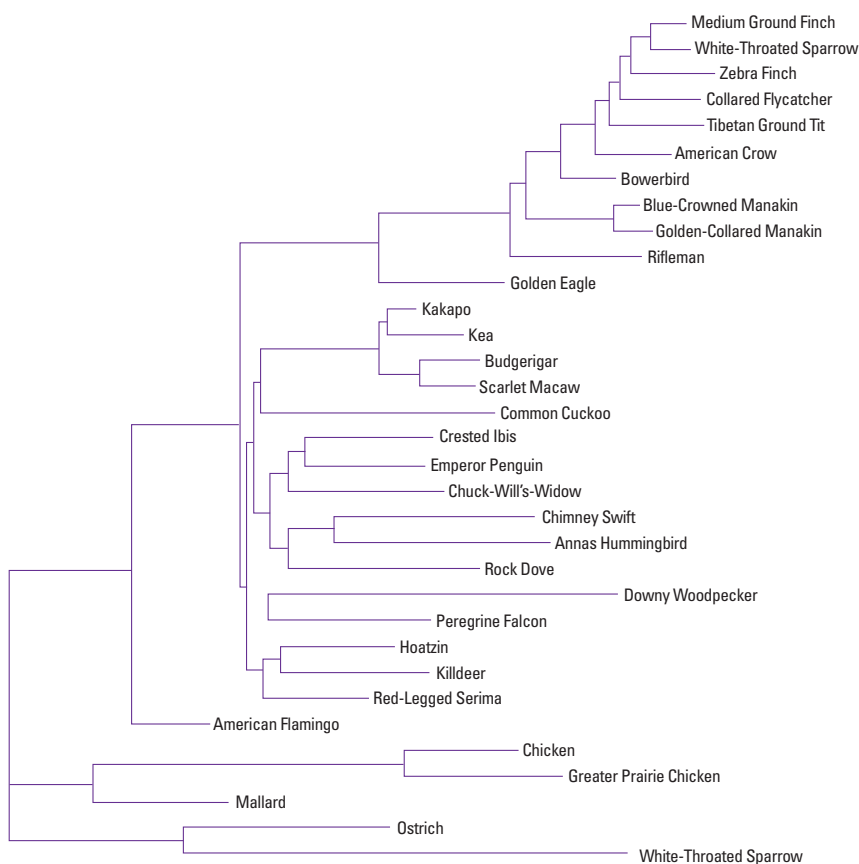 Medium Ground Finch
White-Throated Sparrow
Zebra Finch
Collared Flycatcher
Tibetan Ground Tit
American Crow
Bowerbird
Blue-Crowned Manakin
Golden-Collared Manakin
Rifleman
Golden Eagle
Kakapo
Kea
Budgerigar
Scarlet Macaw
Common Cuckoo
Crested Ibis
Emperor Penguin
Chuck-Will's-Widow
Chimney Swift
Annas Hummingbird
Rock Dove
Downy Woodpecker
Peregrine Falcon
Hoatzin
Killdeer
Red-Legged Serima
American Flamingo
Chicken
Greater Prairie Chicken
Mallard
Ostrich
White-Throated Sparrow